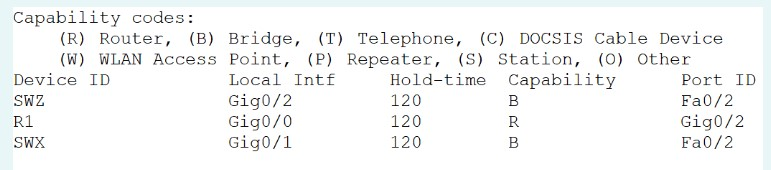 Capability codes:
(R) Router, (B) Bridge, (T) Telephone, (C) DOCSIS Cable Device
(W) WLAN Access Point, (P) Repeater, (S) Station, (O) Other
Device ID Local Intf Hold-time Capability Port ID
SWZ Gig0/2 120 B Fa0/2
R1 Gig0/0 120 R Gig0/2
SWX Gig0/1 120 B Fa0/2